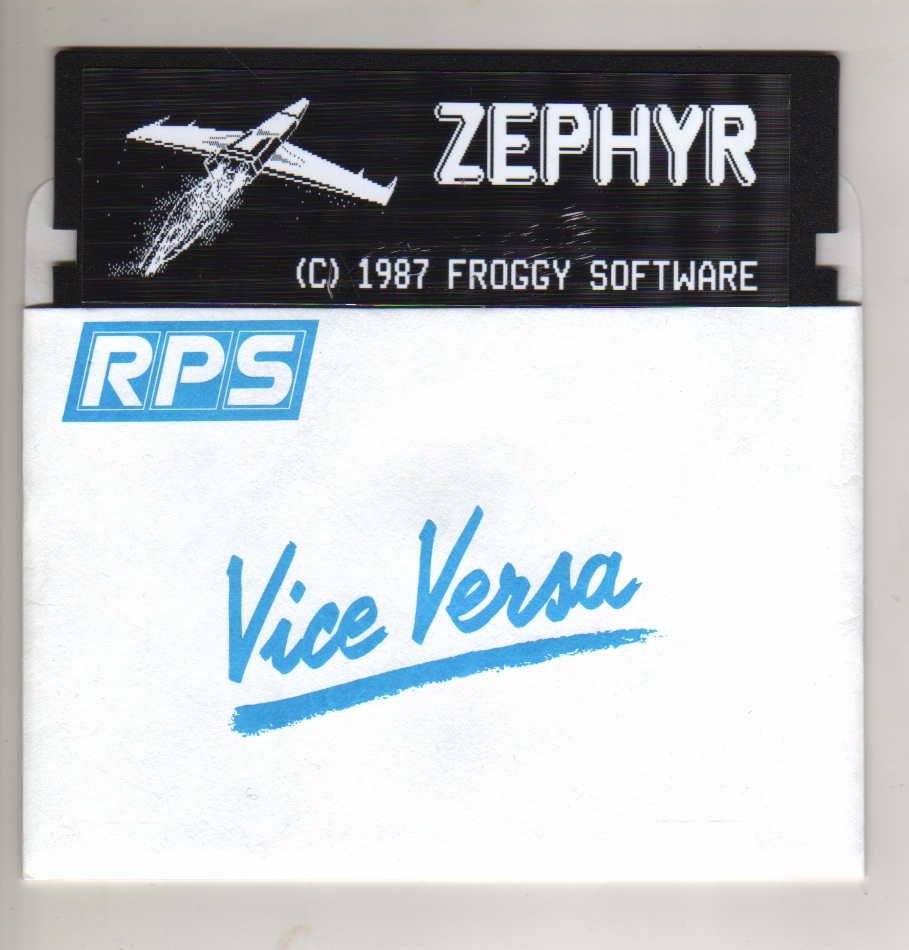 ZEPHYR
(C) 1987 FROGGY SOFTWARE
RPS
Vice Versa